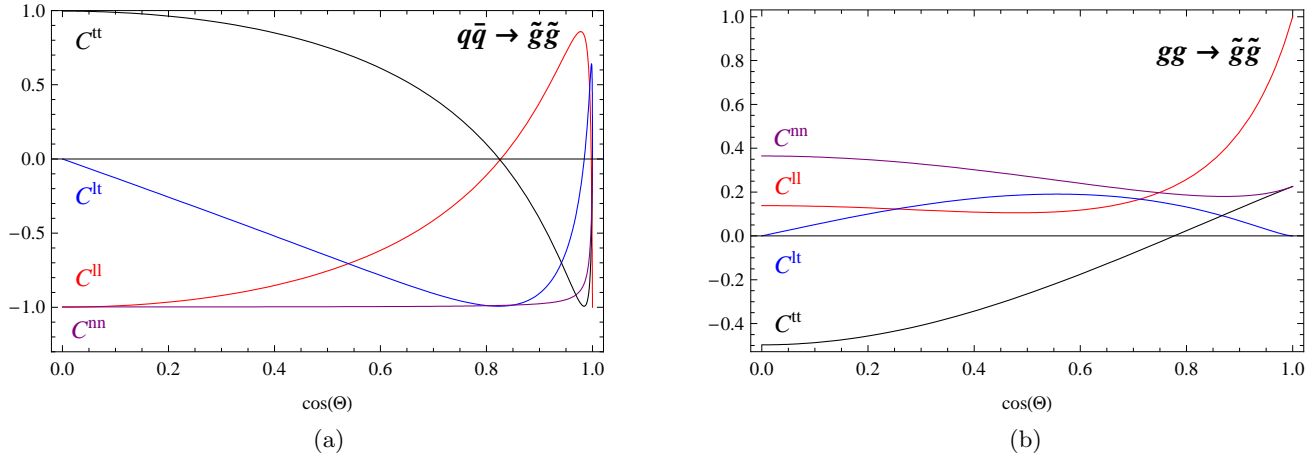 1.0
0.5
0.0
−0.5
−1.0
C^tt
C^lt
C^ll
C^nn
qq̄ → g̃g̃
0.0 0.2 0.4 0.6 0.8 1.0
cos(Θ)
(a)
1.0
0.8
0.6
0.4
0.2
0.0
−0.2
−0.4
gg → g̃g̃
C^nn
C^ll
C^lt
C^tt
0.0 0.2 0.4 0.6 0.8 1.0
cos(Θ)
(b)